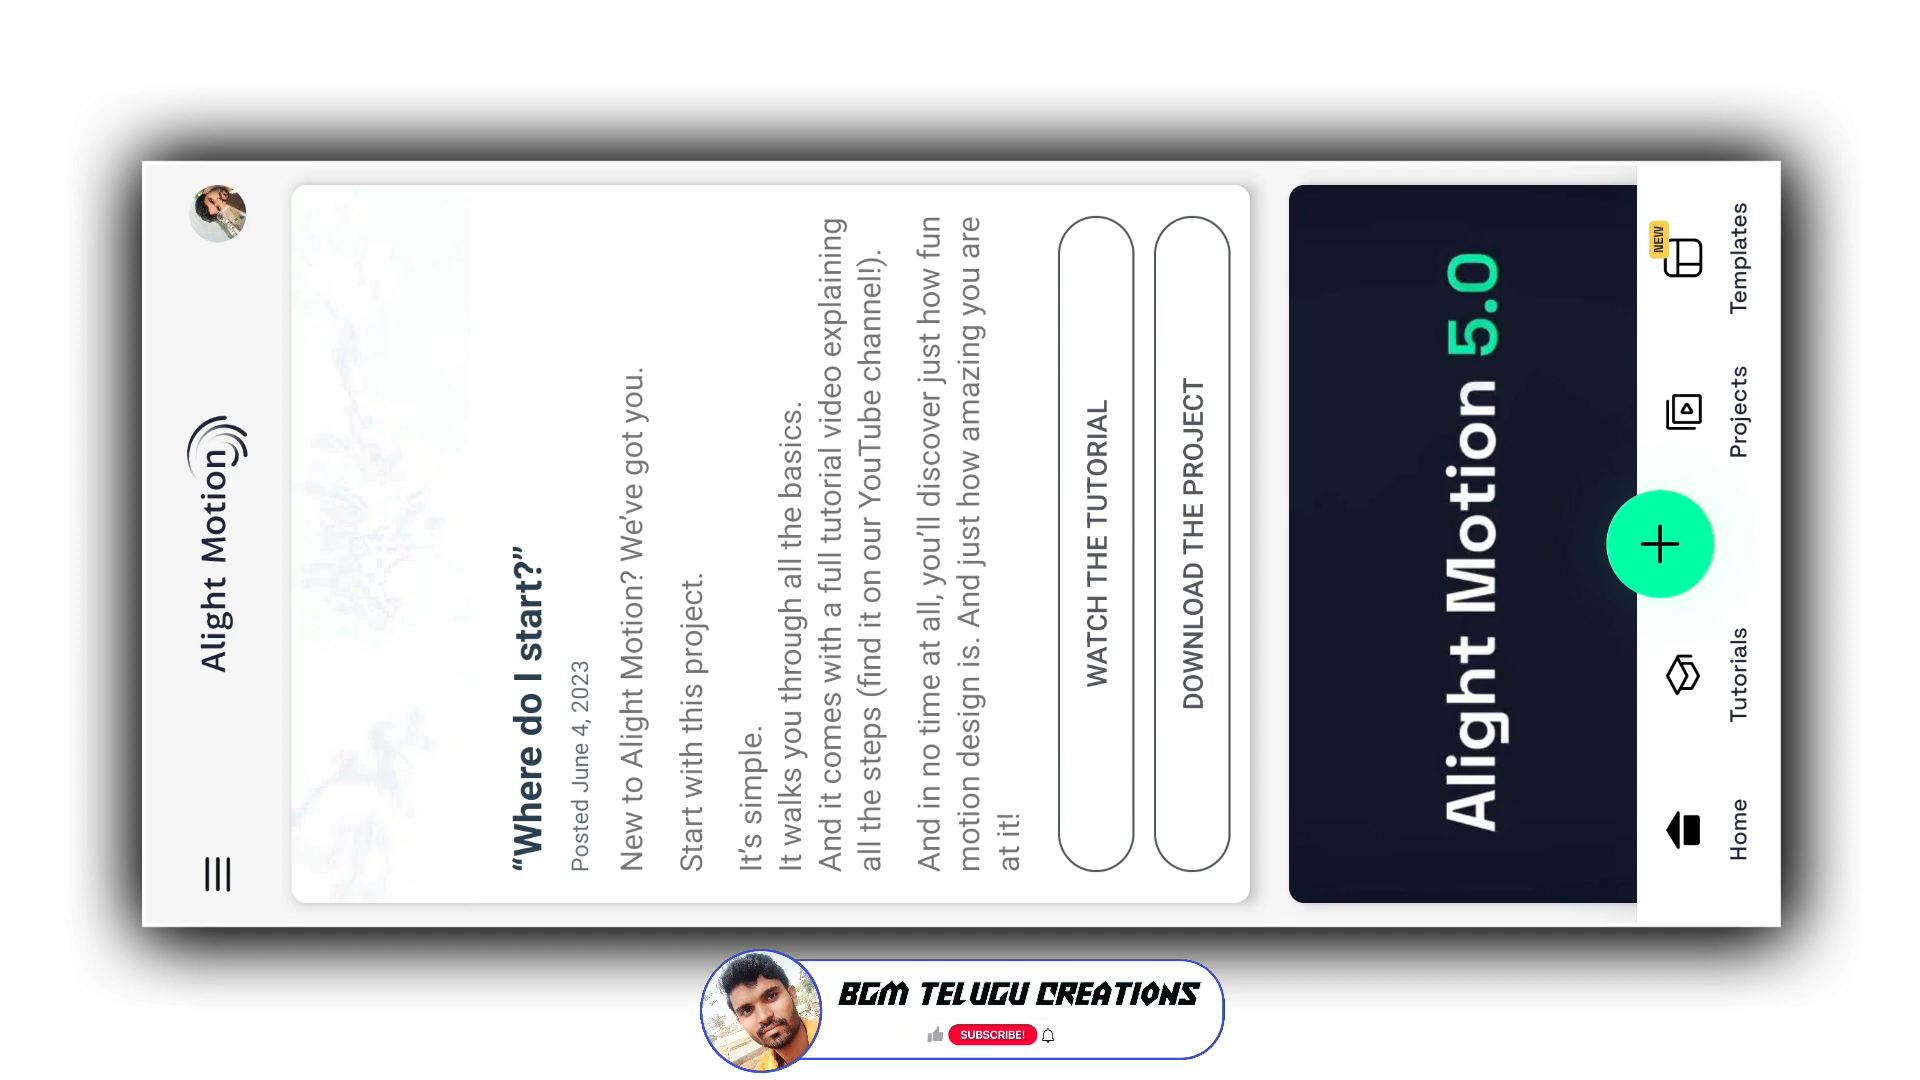 Alight Motion
“Where do I start?”
Posted June 4, 2023
New to Alight Motion? We’ve got you.
Start with this project.
It’s simple.
It walks you through all the basics.
And it comes with a full tutorial video explaining
all the steps (find it on our YouTube channel!).
And in no time at all, you’ll discover just how fun
motion design is. And just how amazing you are
at it!
WATCH THE TUTORIAL
DOWNLOAD THE PROJECT
Alight Motion 5.0
NEW
Home
Tutorials
Projects
Templates
BGM TELUGU CREATIONS
SUBSCRIBE!